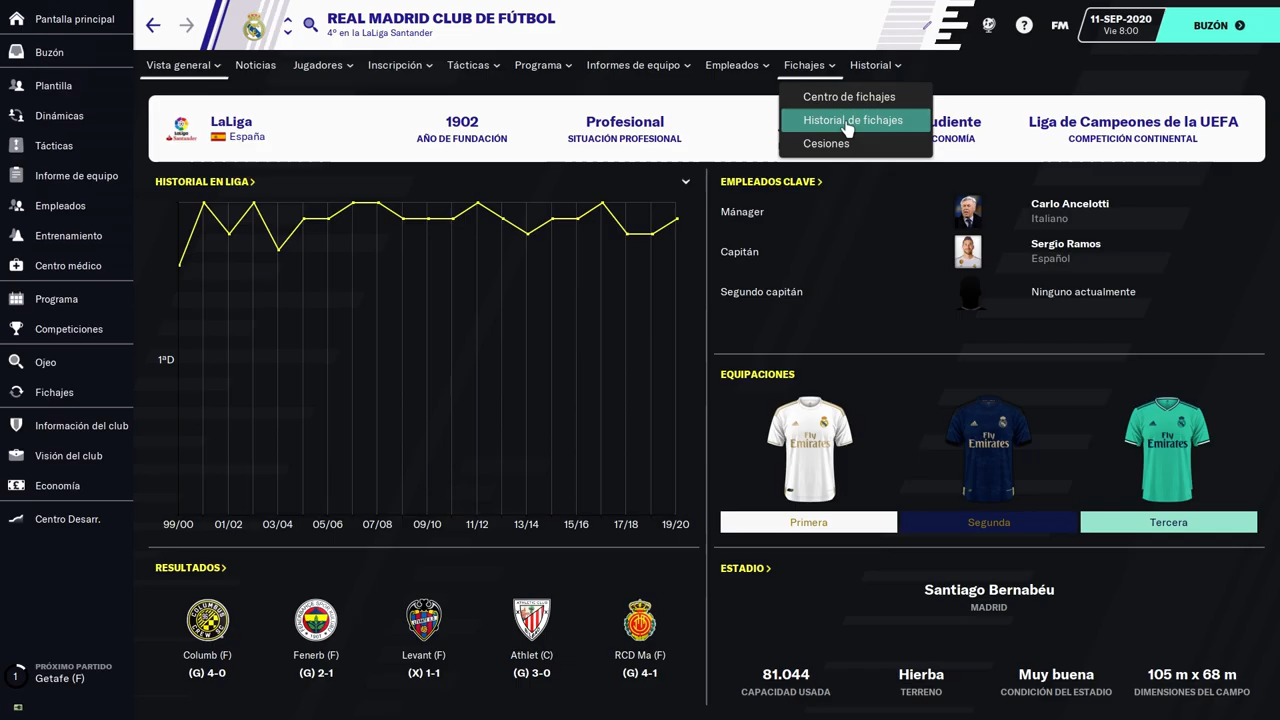 Pantalla principal
Buzón
Plantilla
Dinámicas
Tácticas
Informe de equipo
Empleados
Entrenamiento
Centro médico
Programa
Competiciones
Ojeo
Fichajes
Información del club
Visión del club
Economía
Centro Desarr.
1
PRÓXIMO PARTIDO
Getafe (F)
REAL MADRID CLUB DE FÚTBOL
4º en la LaLiga Santander
FM
11-SEP-2020
Vie 8:00
BUZÓN
Vista general
Noticias
Jugadores
Inscripción
Tácticas
Programa
Informes de equipo
Empleados
Fichajes
Historial
Centro de fichajes
Historial de fichajes
Cesiones
LaLiga
España
1902
AÑO DE FUNDACIÓN
Profesional
SITUACIÓN PROFESIONAL
udiente
ONOMÍA
Liga de Campeones de la UEFA
COMPETICIÓN CONTINENTAL
HISTORIAL EN LIGA
1ªD
99/00 01/02 03/04 05/06 07/08 09/10 11/12 13/14 15/16 17/18 19/20
RESULTADOS
Columb (F)
(G) 4-0
Fenerb (F)
(G) 2-1
Levant (F)
(X) 1-1
Athlet (C)
(G) 3-0
RCD Ma (F)
(G) 4-1
EMPLEADOS CLAVE
Mánager
Carlo Ancelotti
Italiano
Capitán
Sergio Ramos
Español
Segundo capitán
Ninguno actualmente
EQUIPACIONES
Fly
Emirates
Fly
Emirates
Fly
Emirates
Primera
Segunda
Tercera
ESTADIO
Santiago Bernabéu
MADRID
81.044
CAPACIDAD USADA
Hierba
TERRENO
Muy buena
CONDICIÓN DEL ESTADIO
105 m x 68 m
DIMENSIONES DEL CAMPO